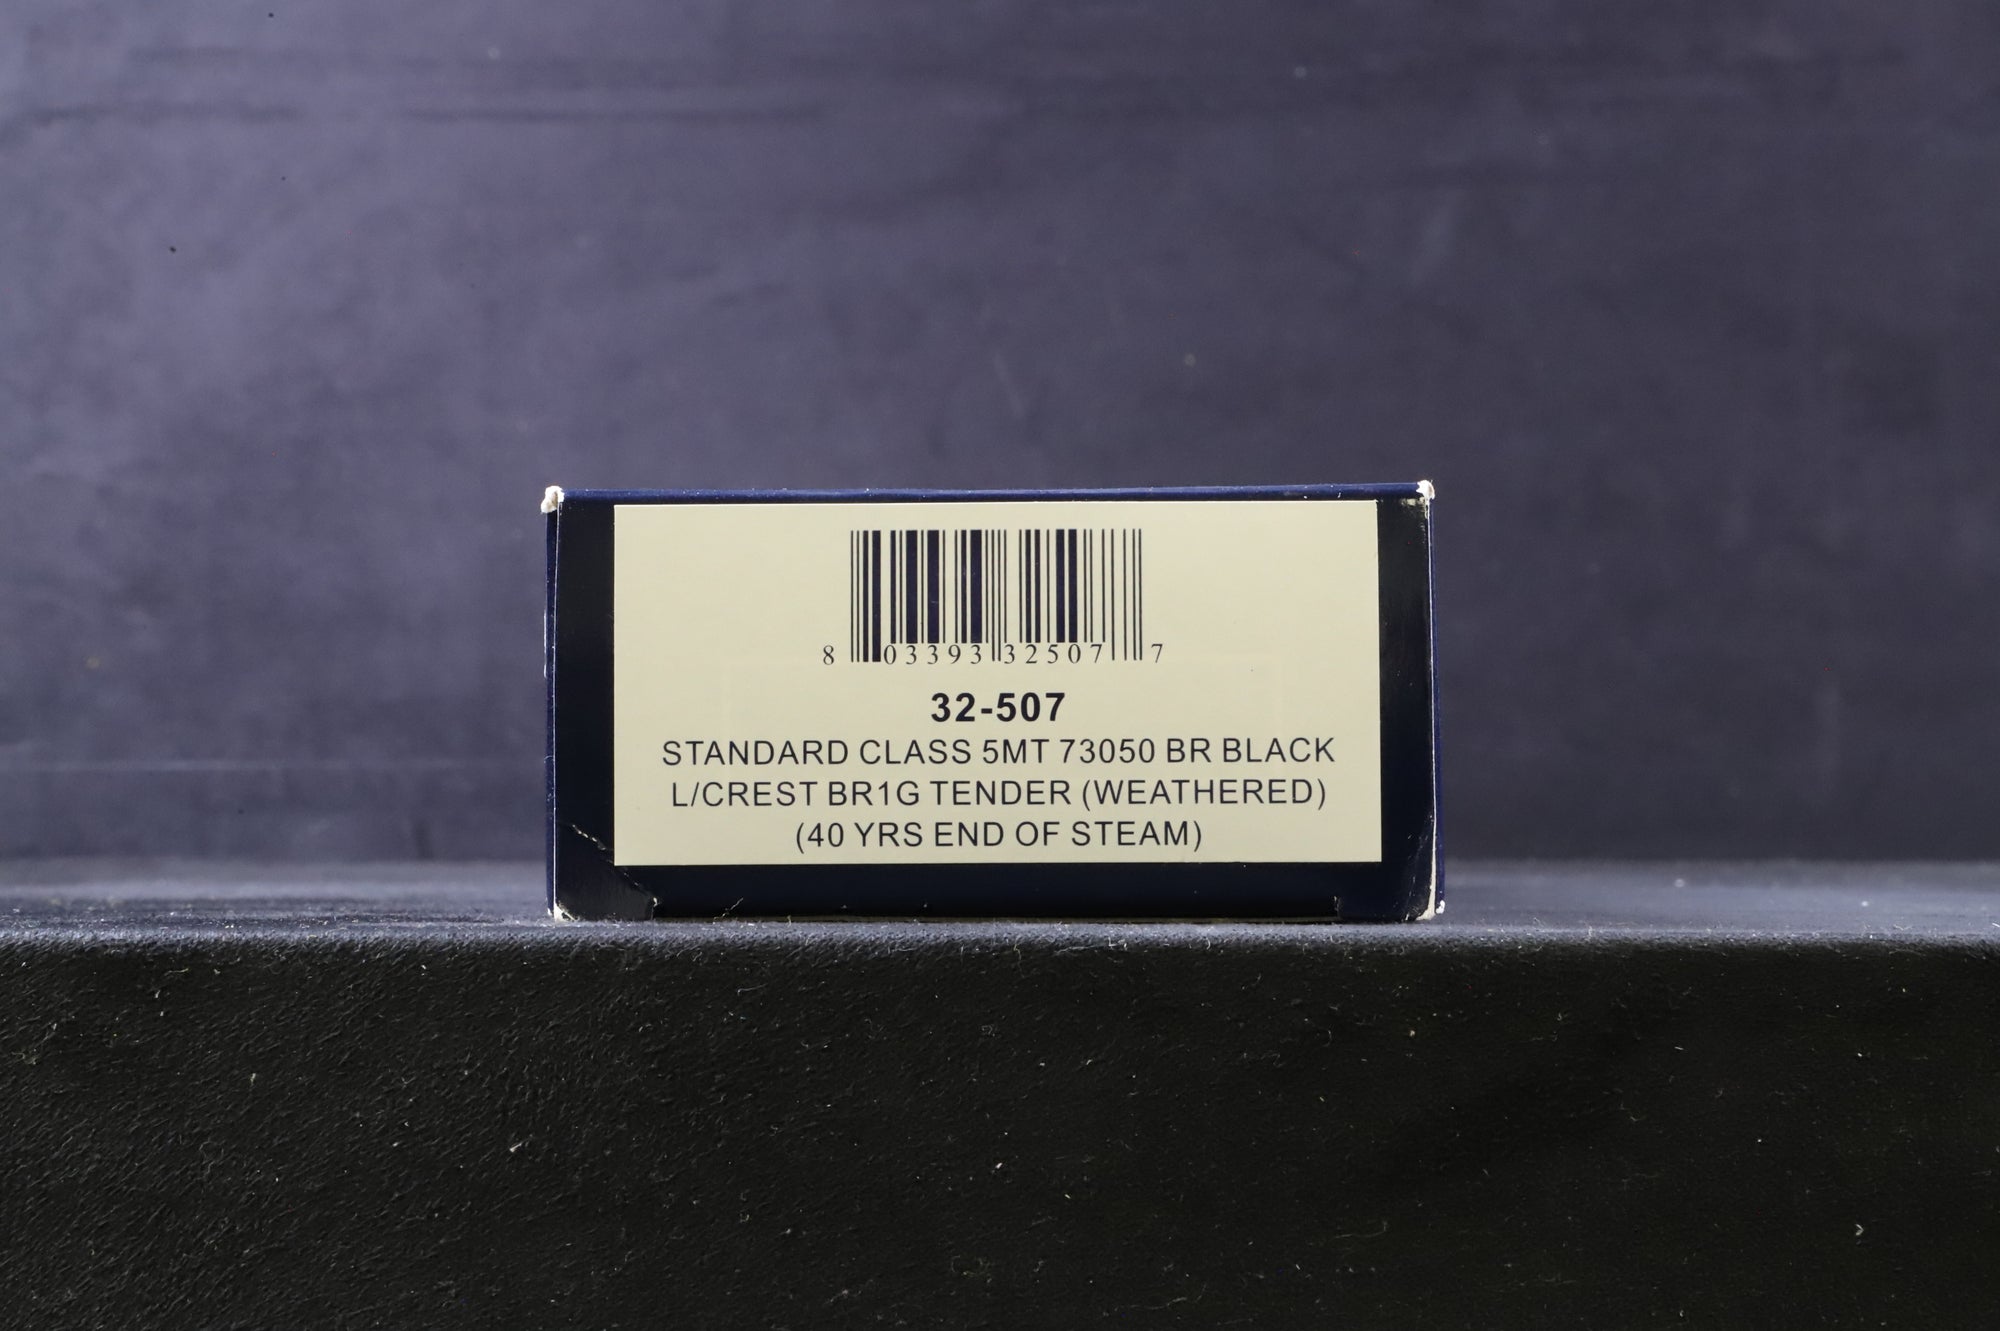 8 03393 32507 7
32-507
STANDARD CLASS 5MT 73050 BR BLACK
L/CREST BR1G TENDER (WEATHERED)
(40 YRS END OF STEAM)